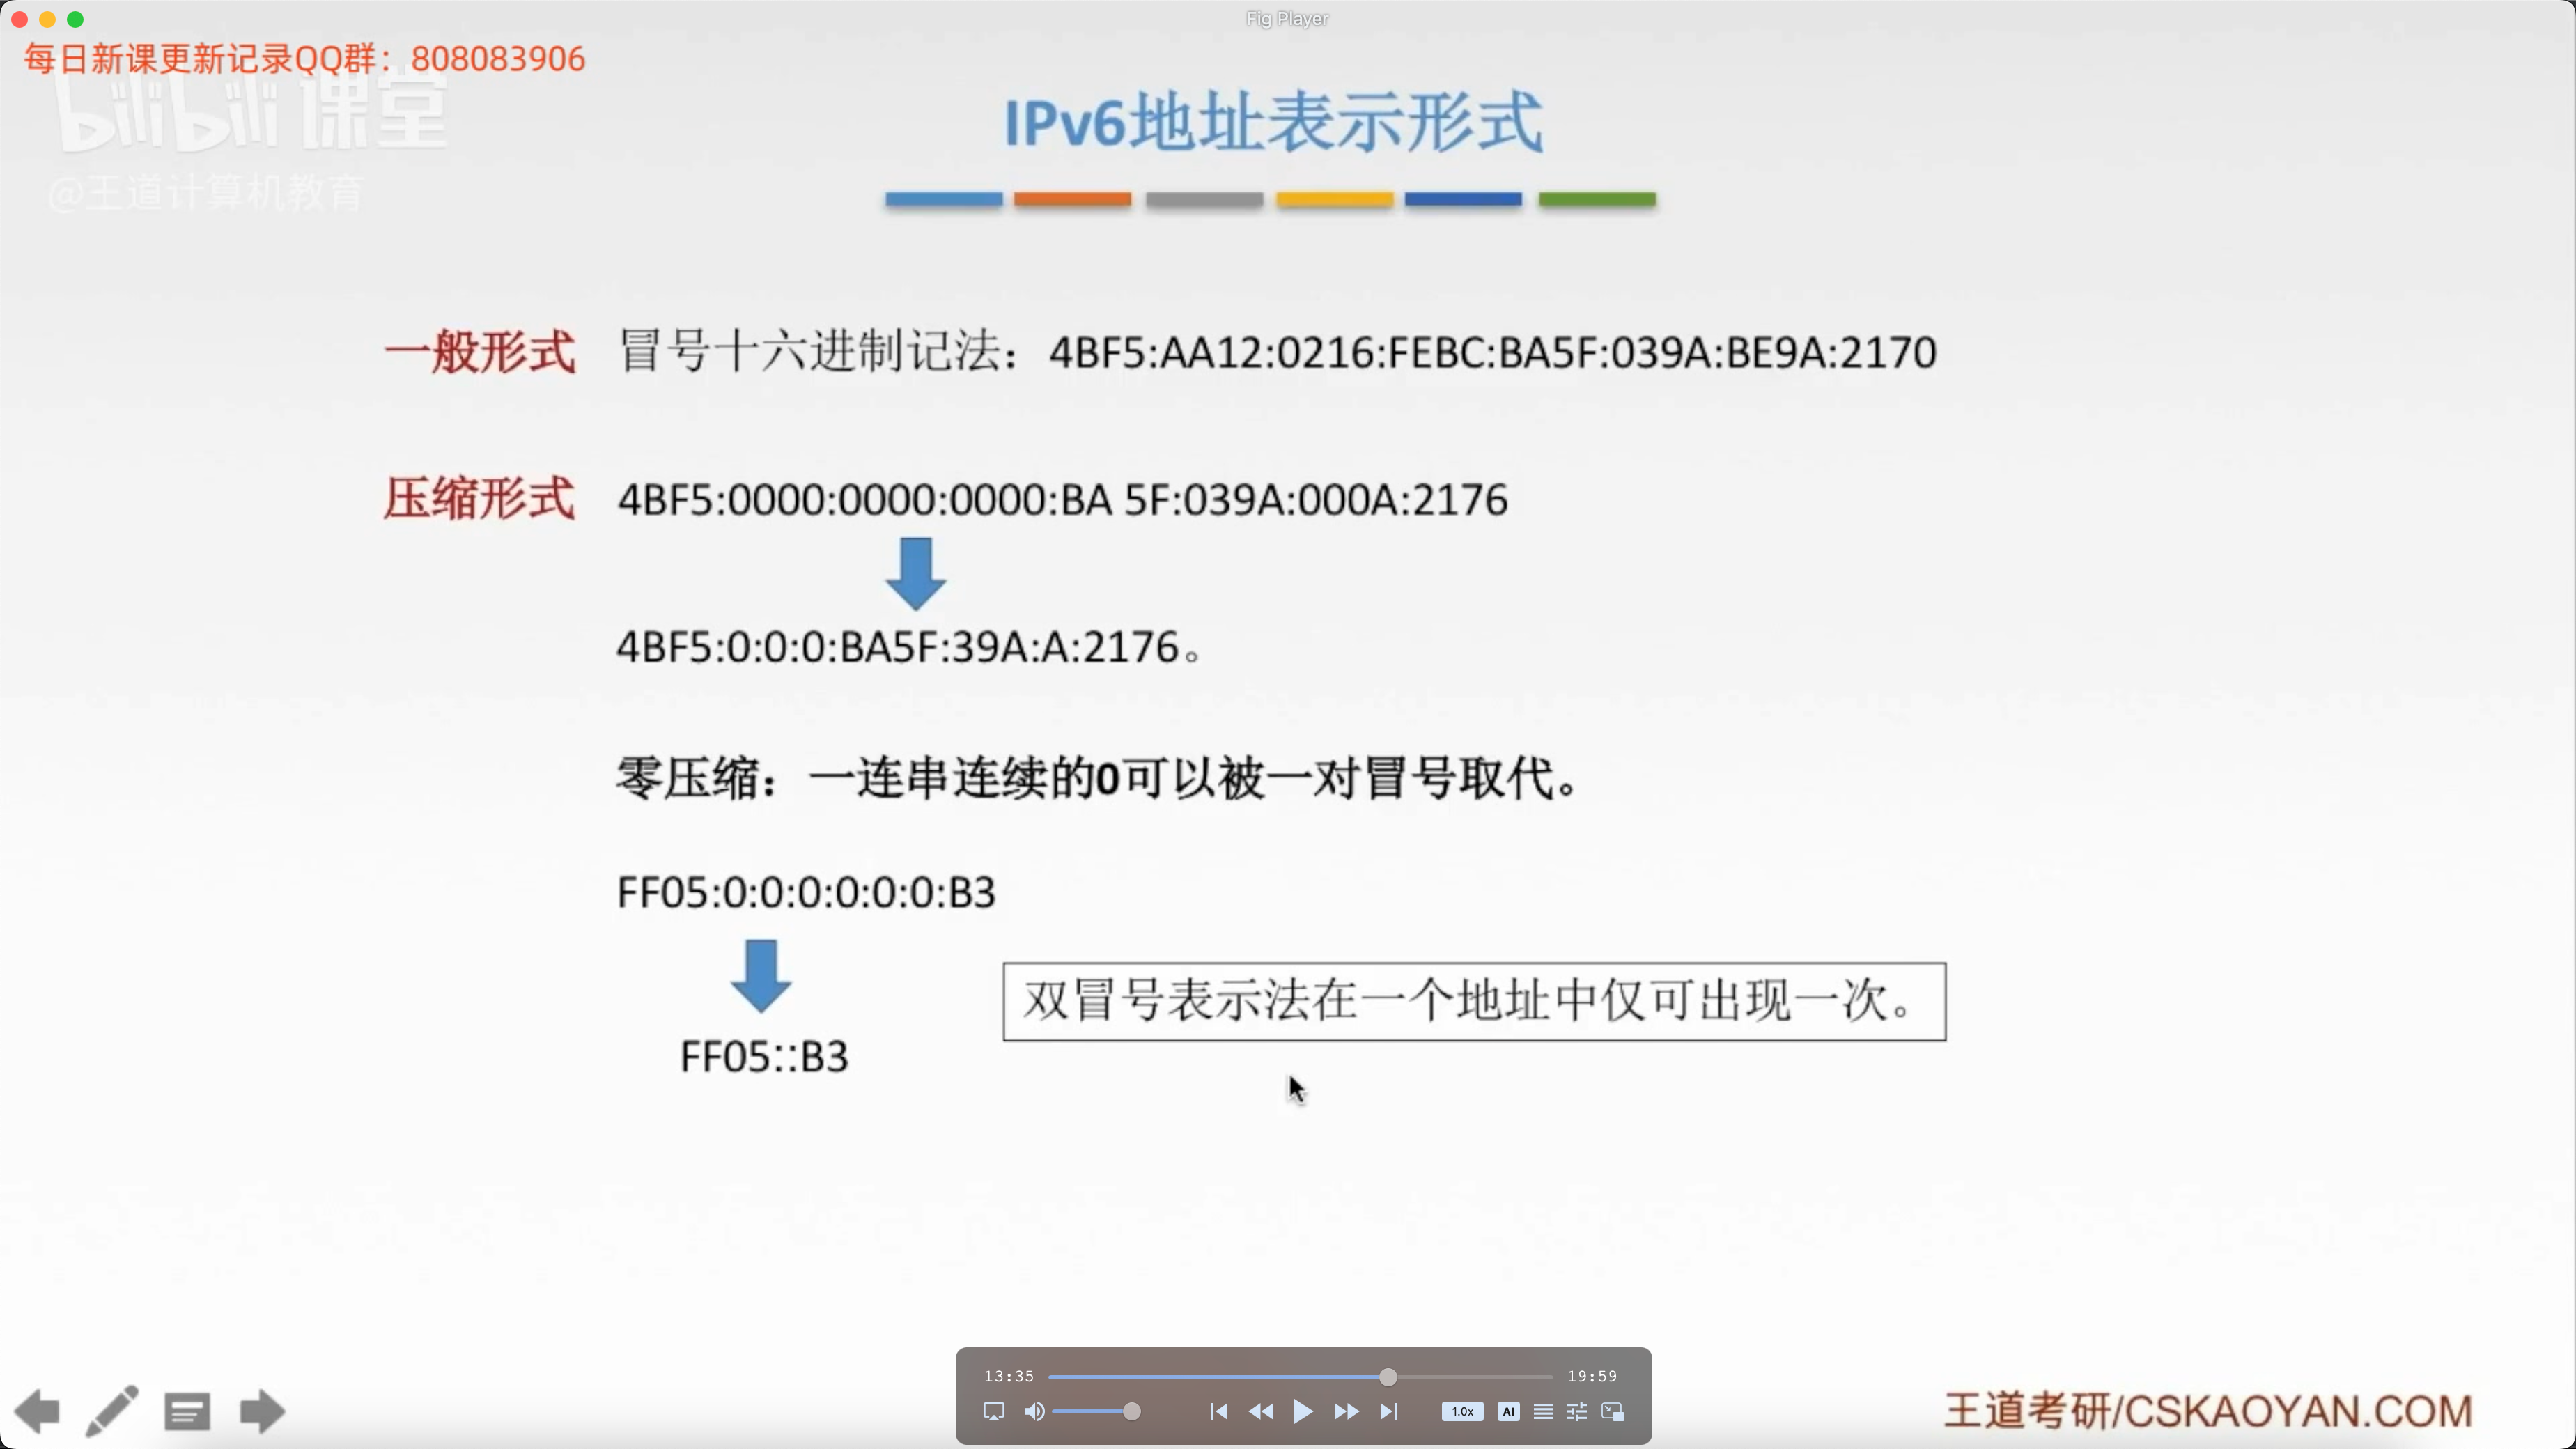 Fig Player
每日新课更新记录QQ群：808083906
bilibili 课堂
@王道计算机教育
IPv6地址表示形式
一般形式 冒号十六进制记法：4BF5:AA12:0216:FEBC:BA5F:039A:BE9A:2170
压缩形式 4BF5:0000:0000:0000:BA 5F:039A:000A:2176
4BF5:0:0:0:BA5F:39A:A:2176。
零压缩：一连串连续的0可以被一对冒号取代。
FF05:0:0:0:0:0:0:B3
双冒号表示法在一个地址中仅可出现一次。
FF05::B3
13:35 19:59
1.0x AI
王道考研/CSKAOYAN.COM